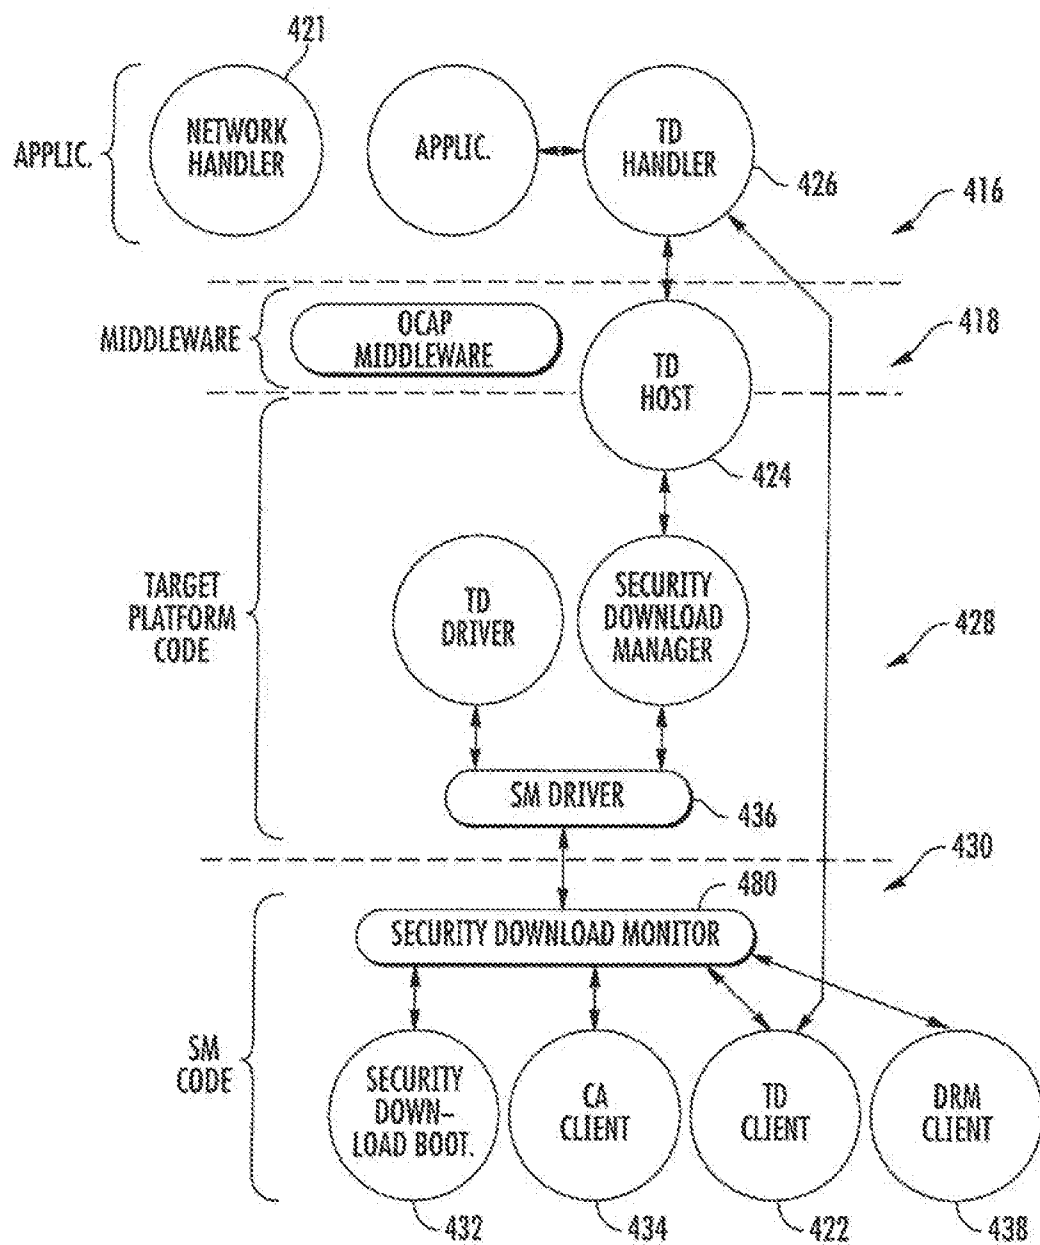 421
NETWORK
HANDLER
APPLIC.
APPLIC.
TD
HANDLER
426
416
MIDDLEWARE
OCAP
MIDDLEWARE
TD
HOST
418
424
TARGET
PLATFORM
CODE
TD
DRIVER
SECURITY
DOWNLOAD
MANAGER
428
SM DRIVER
436
430
480
SECURITY DOWNLOAD MONITOR
SM
CODE
SECURITY
DOWN–
LOAD BOOT.
CA
CLIENT
TD
CLIENT
DRM
CLIENT
432
434
422
438